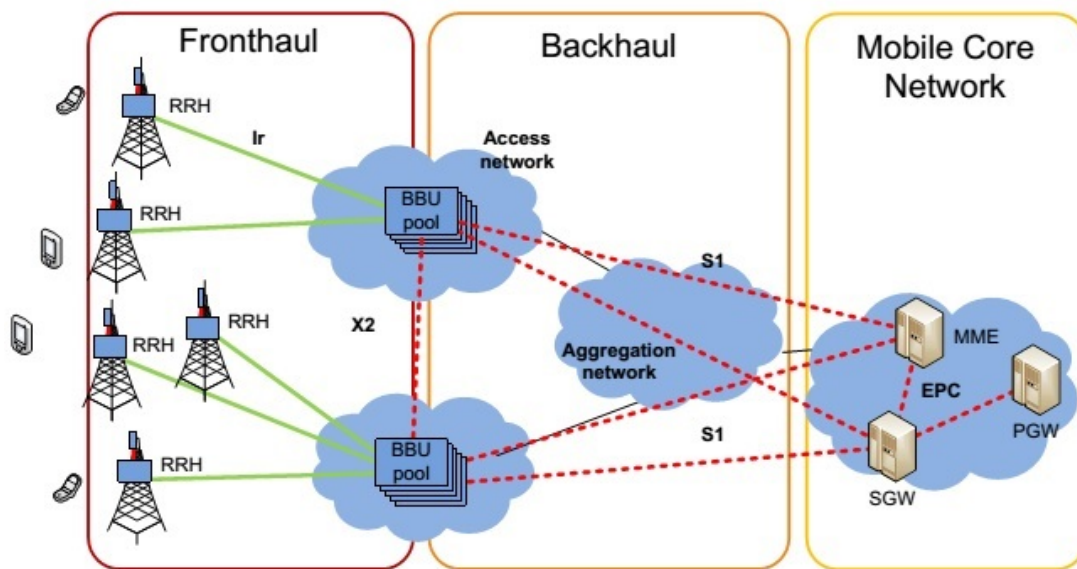 Fronthaul
Backhaul
Mobile Core
Network
RRH
Ir
Access
network
BBU
pool
RRH
S1
RRH
RRH
X2
MME
Aggregation
network
EPC
PGW
BBU
pool
S1
RRH
SGW